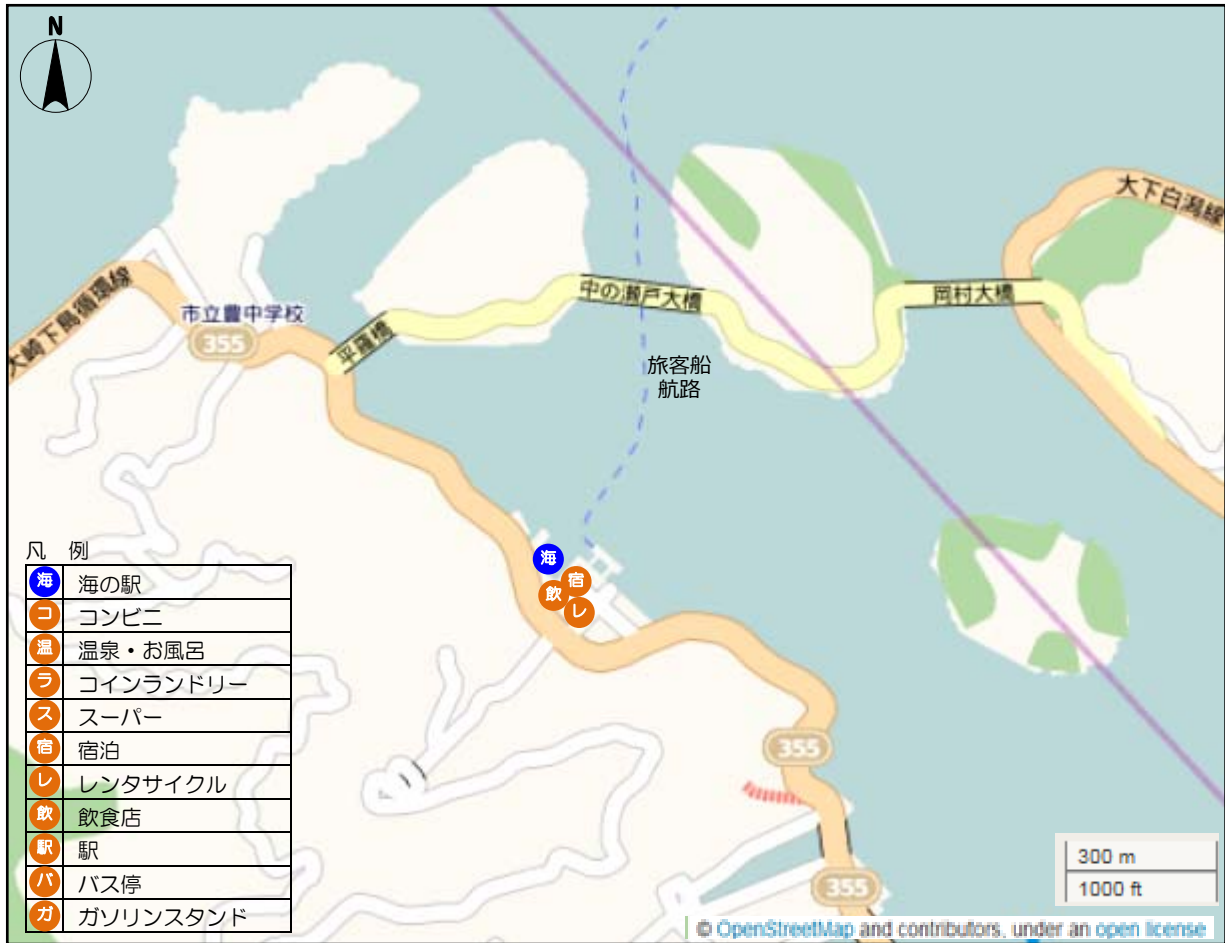 N
大下白潟線
中の瀬戸大橋
岡村大橋
大崎下島循環線
市立豊中学校
355
平羅橋
旅客船
航路
海
宿
飲
レ
凡 例
海 海の駅
コ コンビニ
温 温泉・お風呂
ラ コインランドリー
ス スーパー
宿 宿泊
レ レンタサイクル
飲 飲食店
駅 駅
バ バス停
ガ ガソリンスタンド
355
355
300 m
1000 ft
© OpenStreetMap and contributors, under an open license